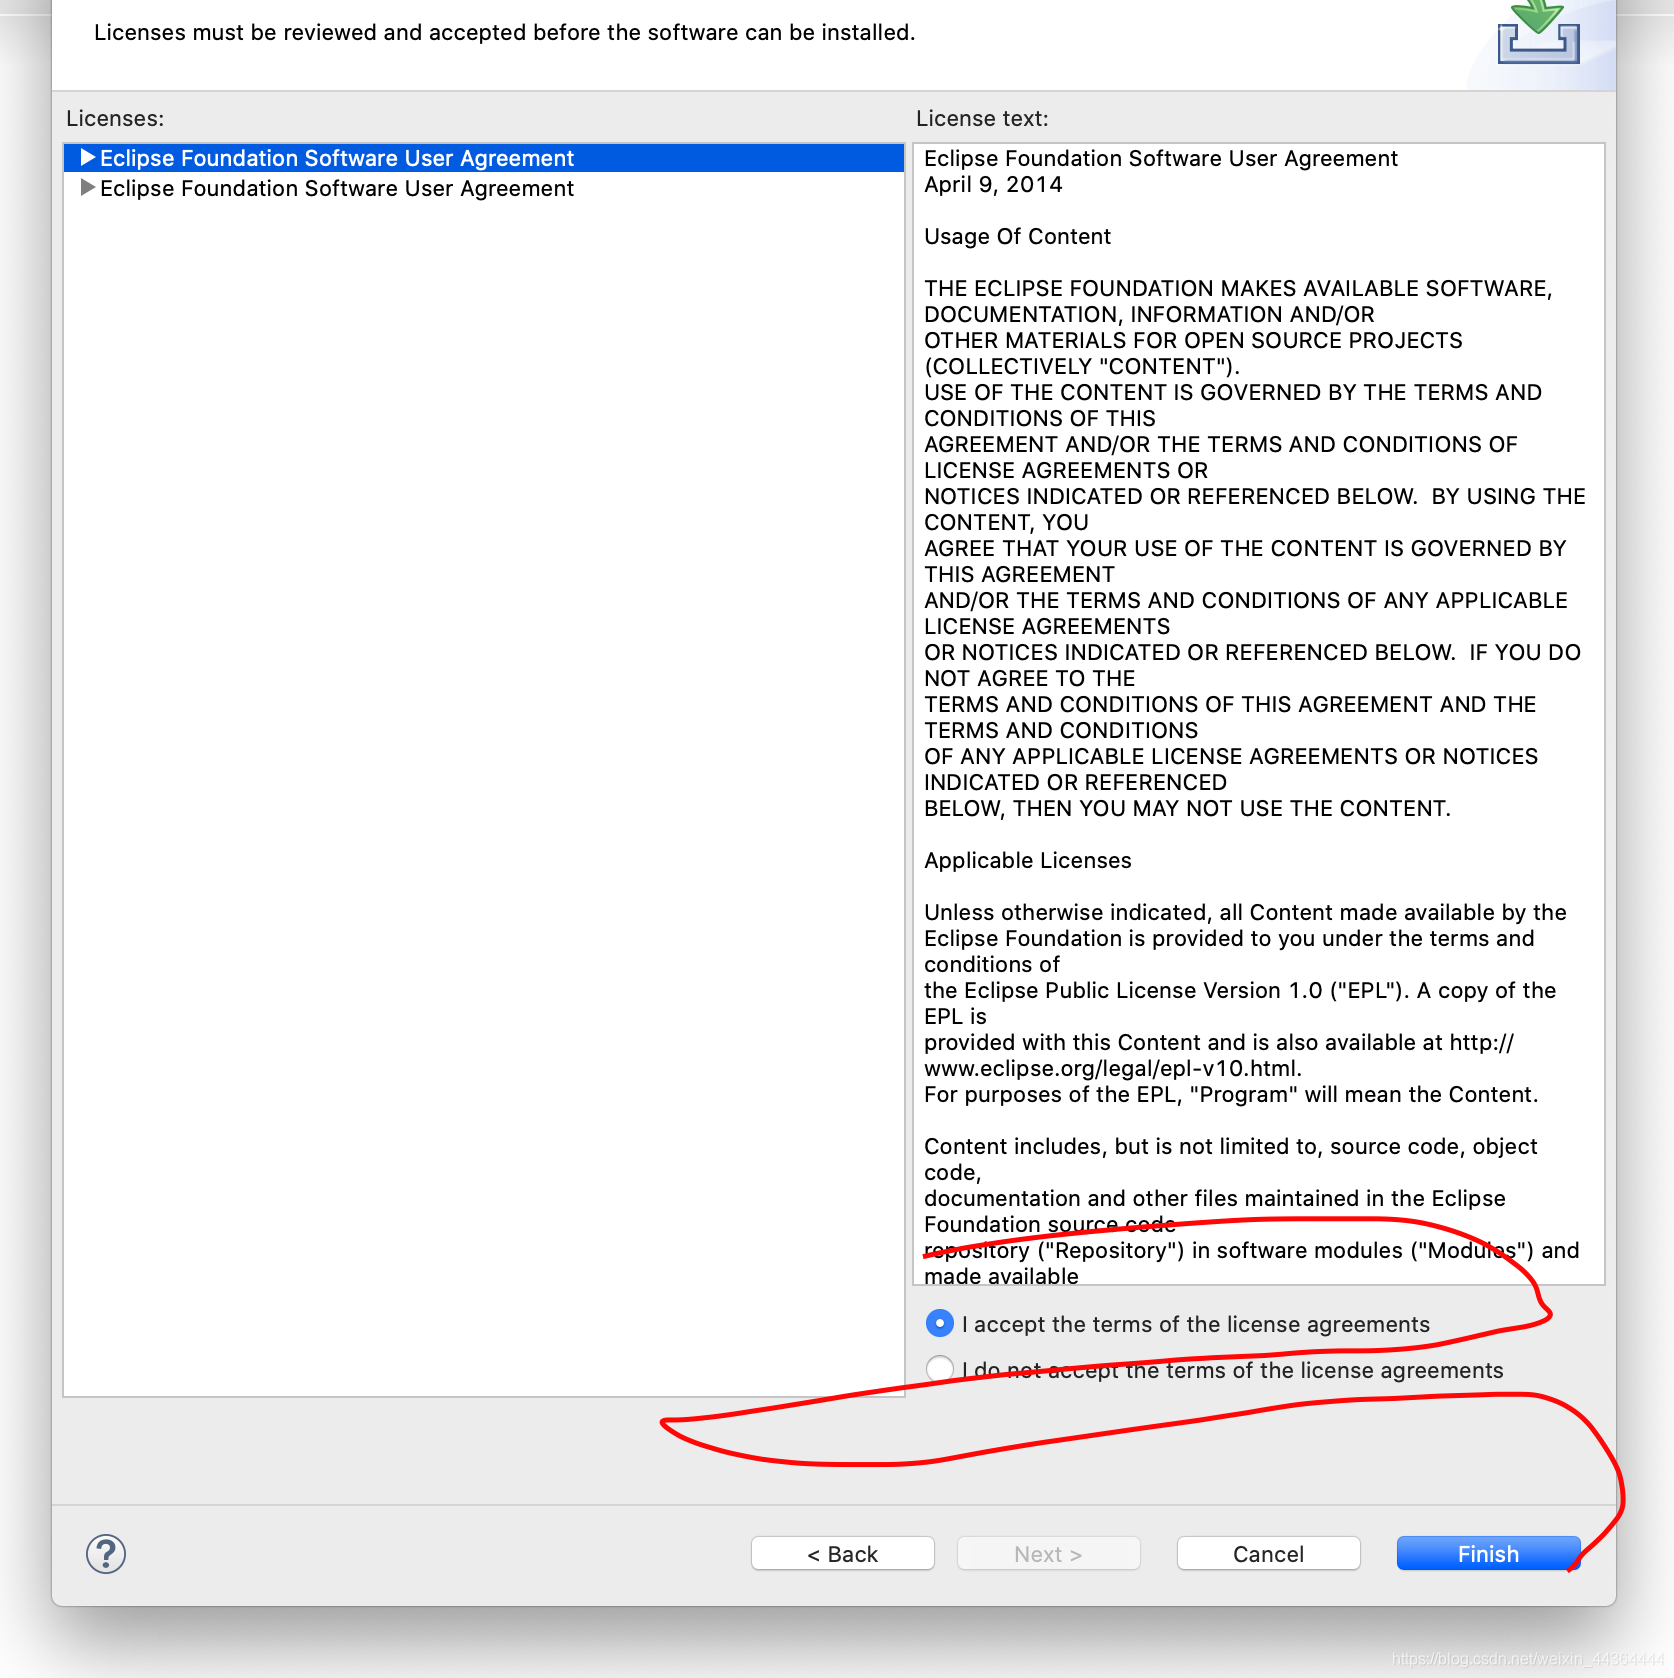 Licenses must be reviewed and accepted before the software can be installed.
Licenses:
Eclipse Foundation Software User Agreement
Eclipse Foundation Software User Agreement
License text:
Eclipse Foundation Software User Agreement
April 9, 2014
Usage Of Content
THE ECLIPSE FOUNDATION MAKES AVAILABLE SOFTWARE,
DOCUMENTATION, INFORMATION AND/OR
OTHER MATERIALS FOR OPEN SOURCE PROJECTS
(COLLECTIVELY "CONTENT").
USE OF THE CONTENT IS GOVERNED BY THE TERMS AND
CONDITIONS OF THIS
AGREEMENT AND/OR THE TERMS AND CONDITIONS OF
LICENSE AGREEMENTS OR
NOTICES INDICATED OR REFERENCED BELOW.  BY USING THE
CONTENT, YOU
AGREE THAT YOUR USE OF THE CONTENT IS GOVERNED BY
THIS AGREEMENT
AND/OR THE TERMS AND CONDITIONS OF ANY APPLICABLE
LICENSE AGREEMENTS
OR NOTICES INDICATED OR REFERENCED BELOW.  IF YOU DO
NOT AGREE TO THE
TERMS AND CONDITIONS OF THIS AGREEMENT AND THE
TERMS AND CONDITIONS
OF ANY APPLICABLE LICENSE AGREEMENTS OR NOTICES
INDICATED OR REFERENCED
BELOW, THEN YOU MAY NOT USE THE CONTENT.
Applicable Licenses
Unless otherwise indicated, all Content made available by the
Eclipse Foundation is provided to you under the terms and
conditions of
the Eclipse Public License Version 1.0 ("EPL"). A copy of the
EPL is
provided with this Content and is also available at http://
www.eclipse.org/legal/epl-v10.html.
For purposes of the EPL, "Program" will mean the Content.
Content includes, but is not limited to, source code, object
code,
documentation and other files maintained in the Eclipse
Foundation source code
repository ("Repository") in software modules ("Modules") and
made available
I accept the terms of the license agreements
I do not accept the terms of the license agreements
?
< Back
Next >
Cancel
Finish
https://blog.csdn.net/weixin_44364444